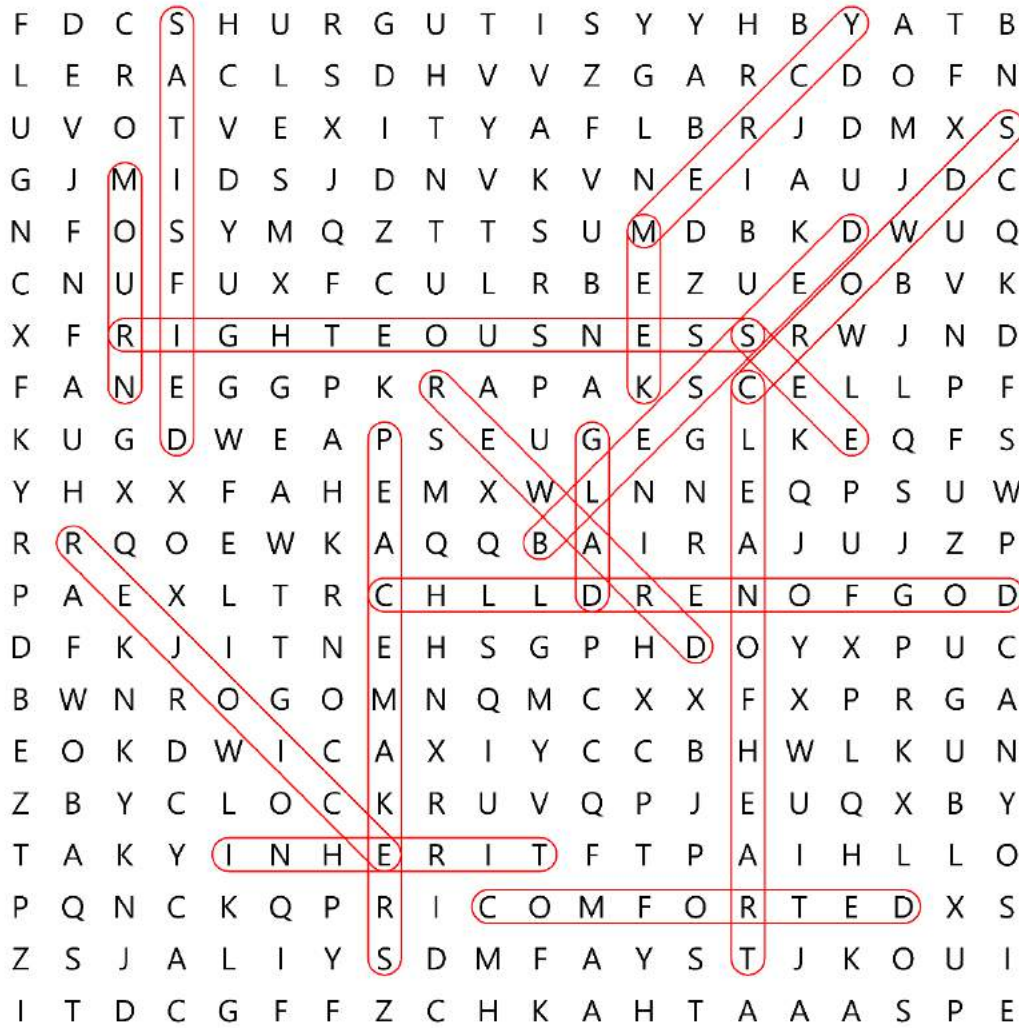 F D C S H U R G U T I S Y Y H B Y A T B
L E R A C L S D H V V Z G A R C D O F N
U V O T V E X I T Y A F L B R J D M X S
G J M I D S J D N V K V N E I A U J D C
N F O S Y M Q Z T T S U M D B K D W U Q
C N U F U X F C U L R B E Z U E O B V K
X F R I G H T E O U S N E S S R W J N D
F A N E G G P K R A P A K S C E L L P F
K U G D W E A P S E U G E G L K E Q F S
Y H X X F A H E M X W L N N E Q P S U W
R R Q O E W K A Q Q B A I R A J U J Z P
P A E X L T R C H L L D R E N O F G O D
D F K J I T N E H S G P H D O Y X P U C
B W N R O G O M N Q M C X X F X P R G A
E O K D W I C A X I Y C C B H W L K U N
Z B Y C L O C K R U V Q P J E U Q X B Y
T A K Y I N H E R I T F T P A I H L L O
P Q N C K Q P R I C O M F O R T E D X S
Z S J A L I Y S D M F A Y S T J K O U I
I T D C G F F Z C H K A H T A A A S P E